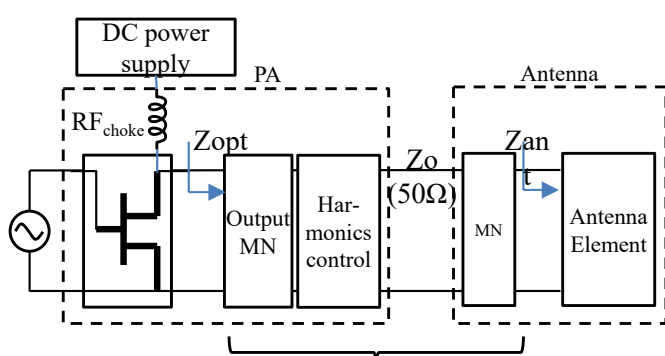 DC power
supply
PA
Antenna
RFchoke
Zopt
Zo
(50Ω)
Zan
t
Output
MN
Har-
monics
control
MN
Antenna
Element